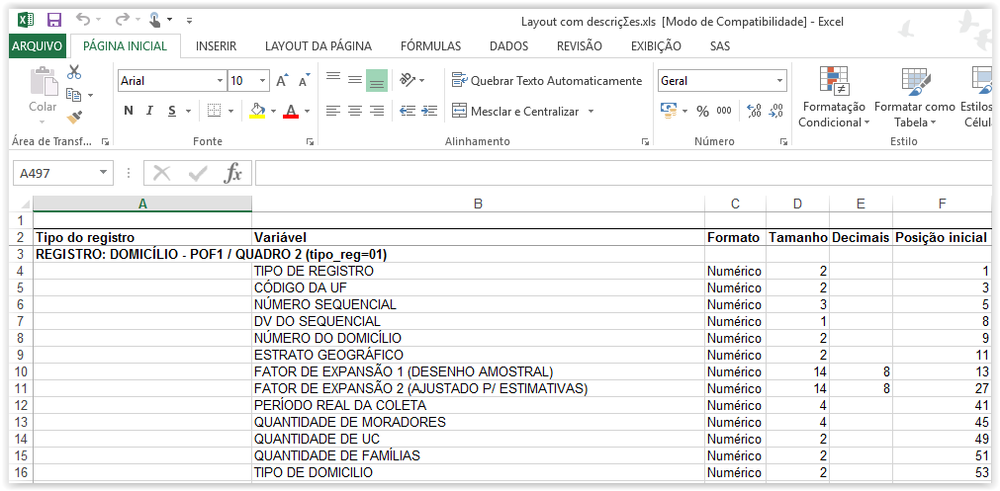 Layout com descriçΣes.xls [Modo de Compatibilidade] - Excel
ARQUIVO PÁGINA INICIAL INSERIR LAYOUT DA PÁGINA FÓRMULAS DADOS REVISÃO EXIBIÇÃO SAS
Colar
Arial 10 A A
Quebrar Texto Automaticamente
Geral
N I S A
Mesclar e Centralizar
% 000 ,00 ,00
Formatação Condicional
Formatar como Tabela
Estilos Célul
Área de Transf... Fonte Alinhamento Número Estilo
A497 fx
A B C D E F
1
2 Tipo do registro Variável Formato Tamanho Decimais Posição inicial
3 REGISTRO: DOMICÍLIO - POF1 / QUADRO 2 (tipo_reg=01)
4 TIPO DE REGISTRO Numérico 2 1
5 CÓDIGO DA UF Numérico 2 3
6 NÚMERO SEQUENCIAL Numérico 3 5
7 DV DO SEQUENCIAL Numérico 1 8
8 NÚMERO DO DOMICÍLIO Numérico 2 9
9 ESTRATO GEOGRÁFICO Numérico 2 11
10 FATOR DE EXPANSÃO 1 (DESENHO AMOSTRAL) Numérico 14 8 13
11 FATOR DE EXPANSÃO 2 (AJUSTADO P/ ESTIMATIVAS) Numérico 14 8 27
12 PERÍODO REAL DA COLETA Numérico 4 41
13 QUANTIDADE DE MORADORES Numérico 4 45
14 QUANTIDADE DE UC Numérico 2 49
15 QUANTIDADE DE FAMÍLIAS Numérico 2 51
16 TIPO DE DOMICILIO Numérico 2 53